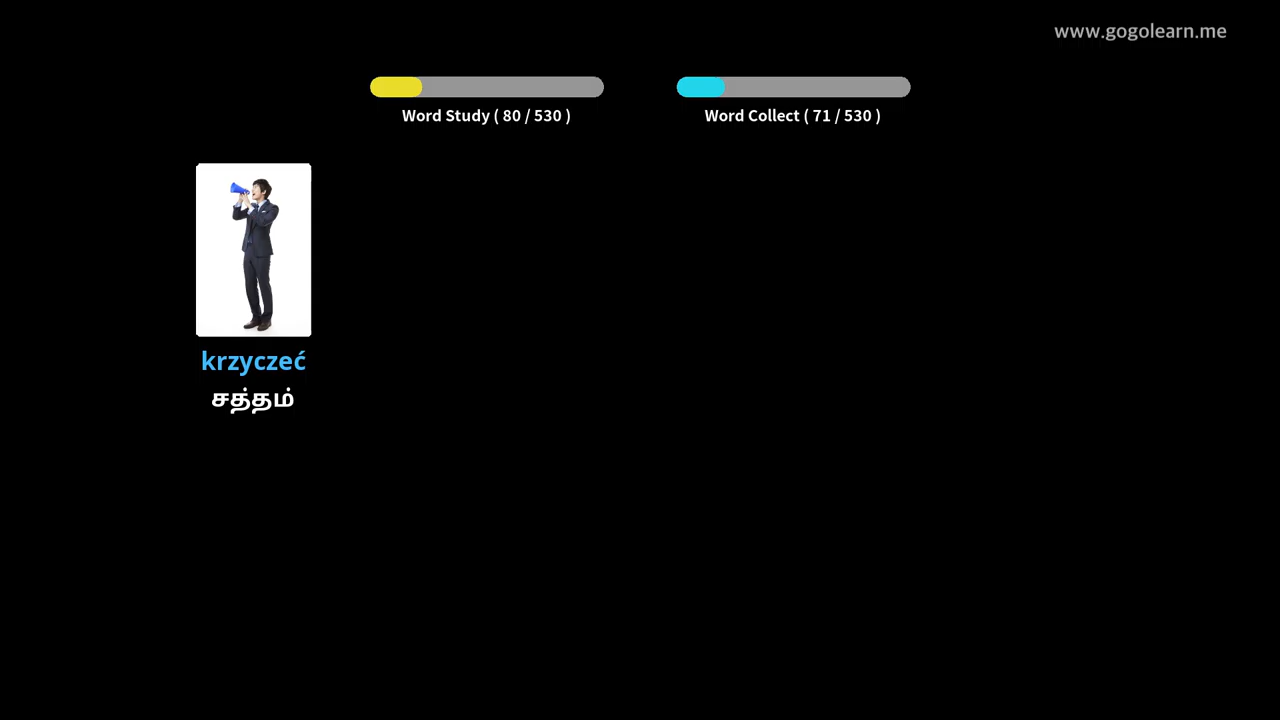 www.gogolearn.me
Word Study ( 80 / 530 )
Word Collect ( 71 / 530 )
krzyczeć
சத்தம்